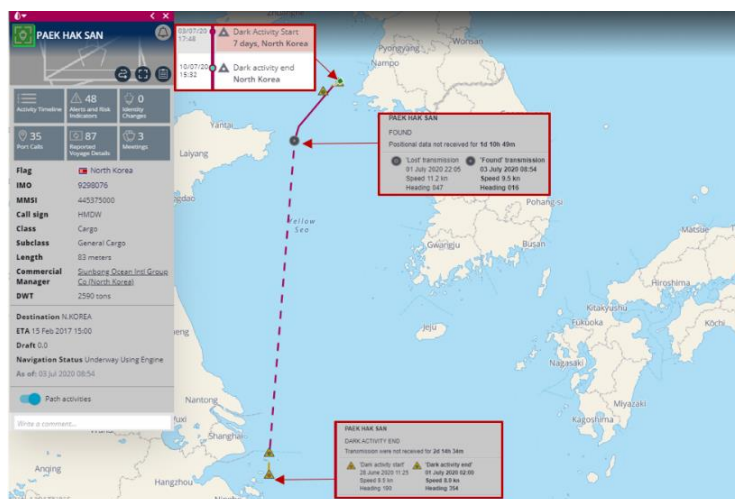 PAEK HAK SAN
Activity Timeline
48
Alerts and Risk Indicators
0
Identity Changes
35
Port Calls
87
Reported Voyage Details
3
Meetings
Flag North Korea
IMO 9298076
MMSI 445375000
Call sign HMDW
Class Cargo
Subclass General Cargo
Length 83 meters
Commercial Manager Siunbong Ocean Intl Group Co (North Korea)
DWT 2590 tons
Destination N.KOREA
ETA 15 Feb 2017 15:00
Draft 0.0
Navigation Status Underway Using Engine
As of: 03 Jul 2020 08:54
Path activities
Write a comment...
03/07/20
17:48
Dark Activity Start
7 days, North Korea
10/07/20
15:32
Dark activity end
North Korea
PAEK HAK SAN
FOUND
Positional data not received for 1d 10h 49m
'Lost' transmission
01 July 2020 22:05
Speed 11.2 kn
Heading 047
'Found' transmission
03 July 2020 08:54
Speed 9.5 kn
Heading 016
PAEK HAK SAN
DARK ACTIVITY END
Transmission were not received for 2d 14h 34m
'Dark activity start'
28 June 2020 11:25
Speed 9.5 kn
Heading 190
'Dark activity end'
01 July 2020 02:00
Speed 8.8 kn
Heading 354
Pyongyang
Wonsan
Nampo
Yantai
Laiyang
Yellow
Sea
Pohang-si
Gwangju
Busan
Jeju
Matsue
Hiroshima
Kitakyushu
Fukuoka
Kōchi
Kumamoto
Miyazaki
Kagoshima
Nantong
Shanghai
Hangzhou
Anqing